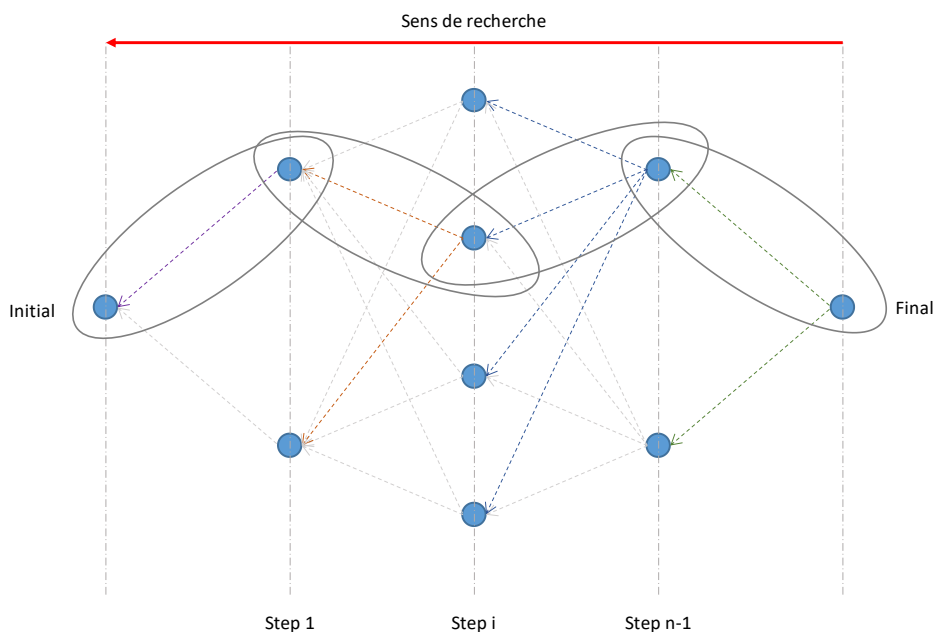 Sens de recherche
Initial
Final
Step 1
Step i
Step n-1